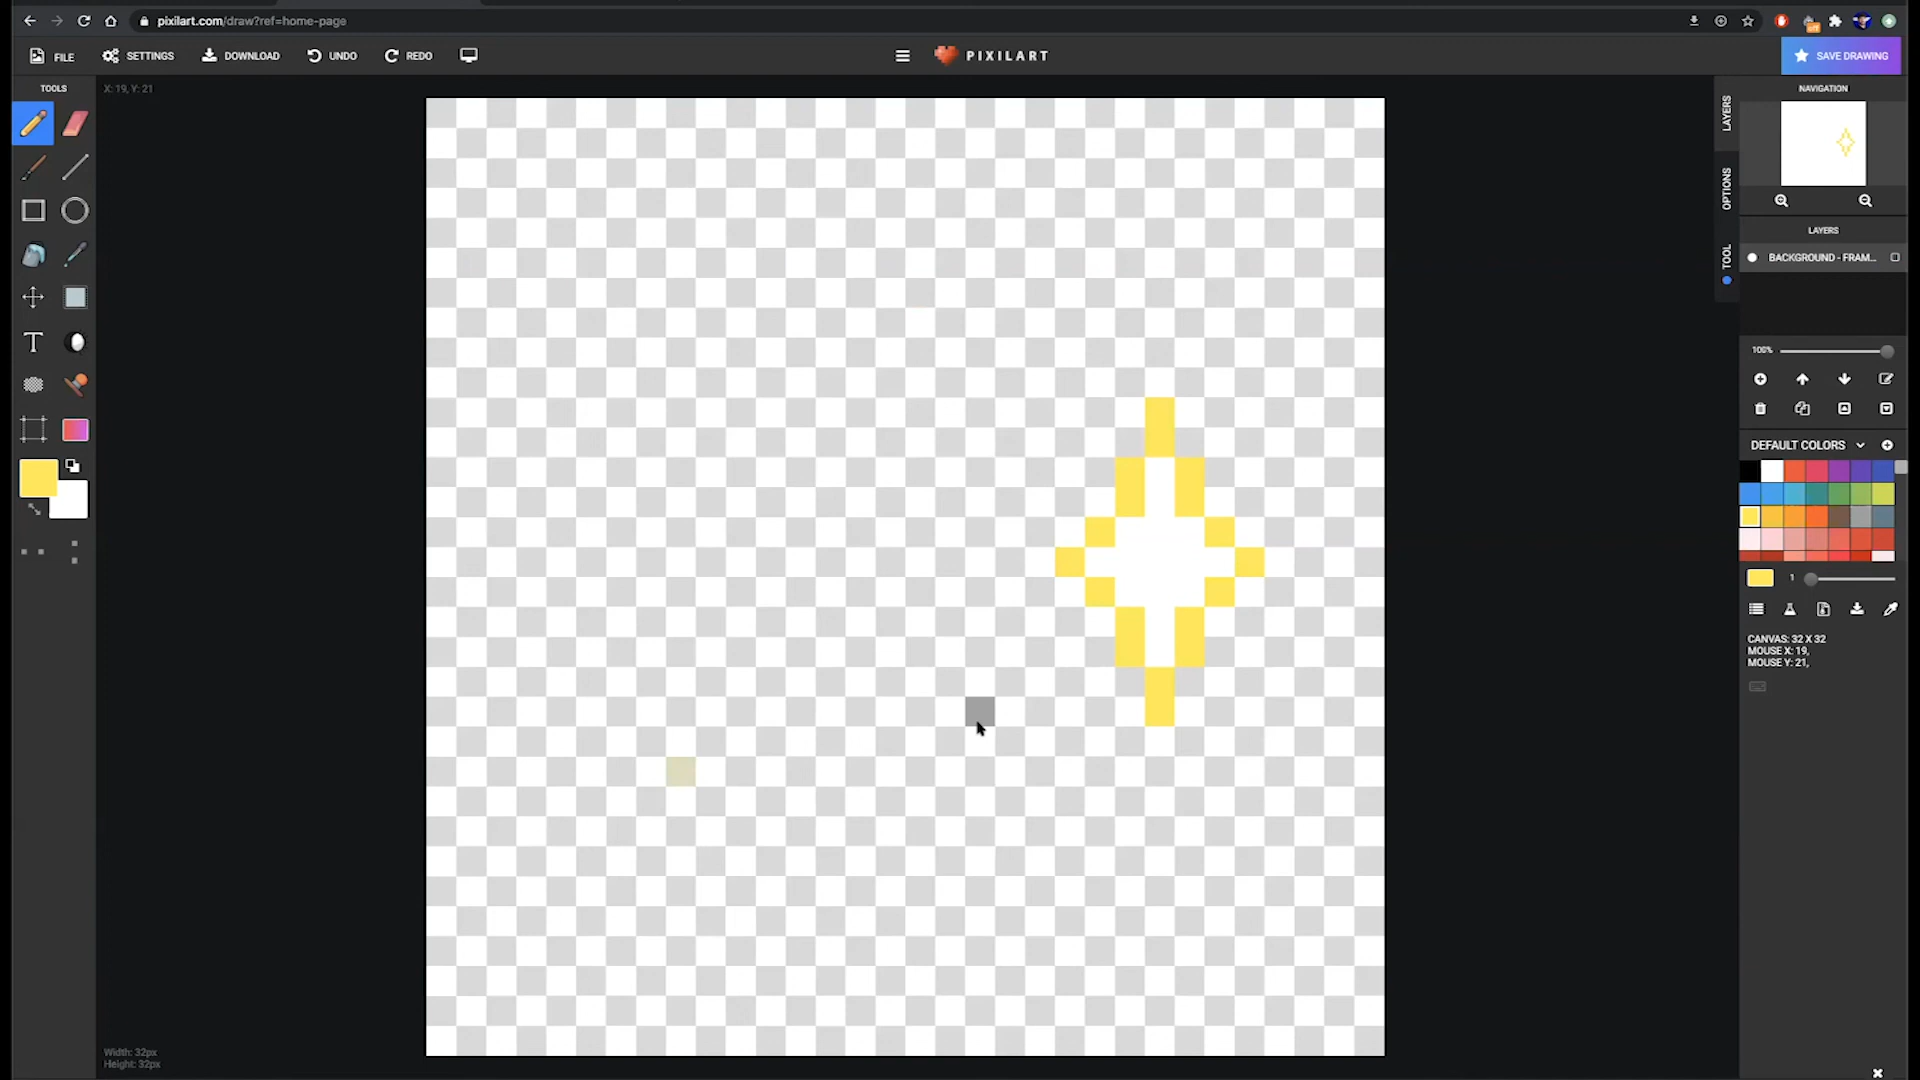 pixilart.com/draw?ref=home-page
FILE
SETTINGS
DOWNLOAD
UNDO
REDO
PIXILART
SAVE DRAWING
TOOLS
X: 19, Y: 21
LAYERS
OPTIONS
TOOL
NAVIGATION
LAYERS
BACKGROUND - FRAM...
100%
DEFAULT COLORS
1
CANVAS: 32 X 32
MOUSE X: 19,
MOUSE Y: 21,
Width: 32px
Height: 32px